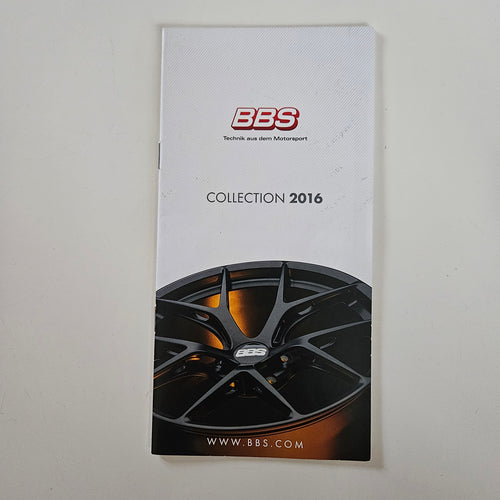 BBS
Technik aus dem Motorsport
COLLECTION 2016
BBS
WWW.BBS.COM